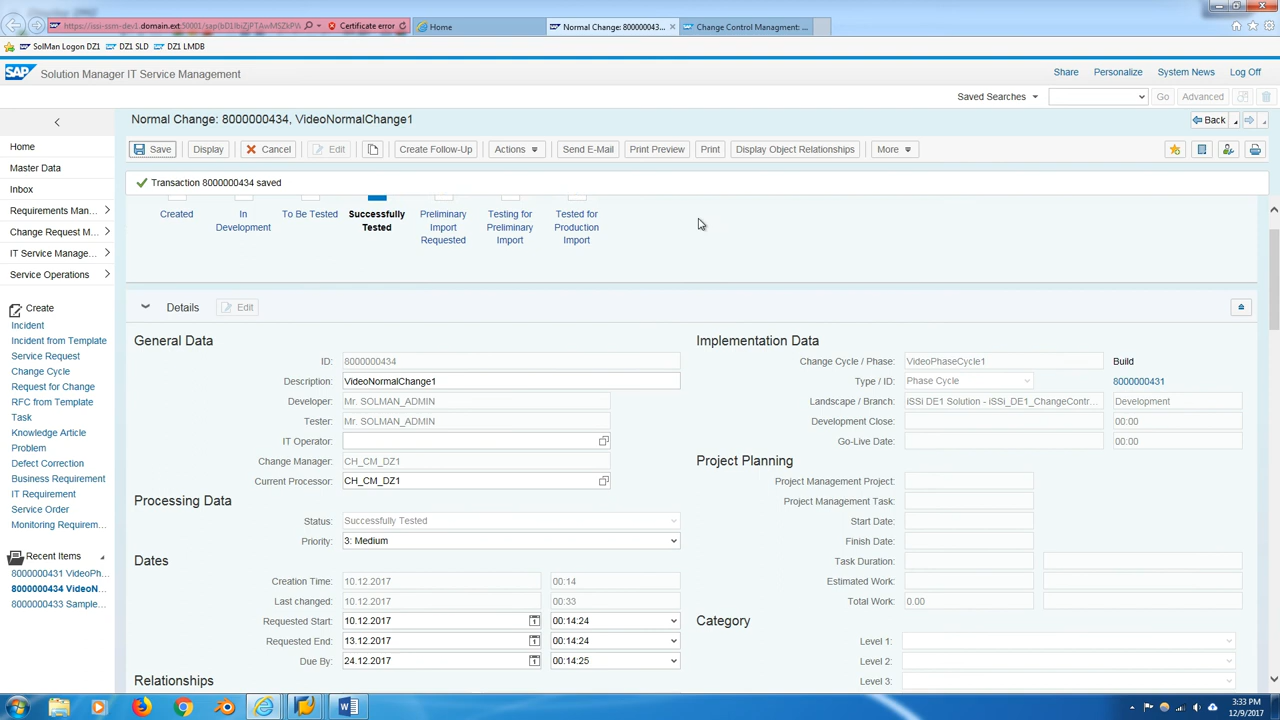 https://issi-ssm-dev1.domain.ext:50001/sap(bD1lbiZjPTAwMSZkPW
Certificate error
Home
Normal Change: 800000043...
Change Control Managment: ...
SolMan Logon DZ1
DZ1 SLD
DZ1 LMDB
SAP
Solution Manager IT Service Management
Share
Personalize
System News
Log Off
Saved Searches
Go
Advanced
Normal Change: 8000000434, VideoNormalChange1
Back
Save
Display
Cancel
Edit
Create Follow-Up
Actions
Send E-Mail
Print Preview
Print
Display Object Relationships
More
Transaction 8000000434 saved
Home
Master Data
Inbox
Requirements Man...
Change Request M...
IT Service Manage...
Service Operations
Create
Incident
Incident from Template
Service Request
Change Cycle
Request for Change
RFC from Template
Task
Knowledge Article
Problem
Defect Correction
Business Requirement
IT Requirement
Service Order
Monitoring Requirem...
Recent Items
8000000431 VideoPh...
8000000434 VideoN...
8000000433 Sample...
Created
In
Development
To Be Tested
Successfully
Tested
Preliminary
Import
Requested
Testing for
Preliminary
Import
Tested for
Production
Import
Details
Edit
General Data
ID: 8000000434
Description: VideoNormalChange1
Developer: Mr. SOLMAN_ADMIN
Tester: Mr. SOLMAN_ADMIN
IT Operator:
Change Manager: CH_CM_DZ1
Current Processor: CH_CM_DZ1
Processing Data
Status: Successfully Tested
Priority: 3: Medium
Dates
Creation Time: 10.12.2017 00:14
Last changed: 10.12.2017 00:33
Requested Start: 10.12.2017 00:14:24
Requested End: 13.12.2017 00:14:24
Due By: 24.12.2017 00:14:25
Relationships
Implementation Data
Change Cycle / Phase: VideoPhaseCycle1 Build
Type / ID: Phase Cycle 8000000431
Landscape / Branch: iSSi DE1 Solution - iSSi_DE1_ChangeContr... Development
Development Close: 00:00
Go-Live Date: 00:00
Project Planning
Project Management Project:
Project Management Task:
Start Date:
Finish Date:
Task Duration:
Estimated Work:
Total Work: 0.00
Category
Level 1:
Level 2:
Level 3:
3:33 PM
12/9/2017